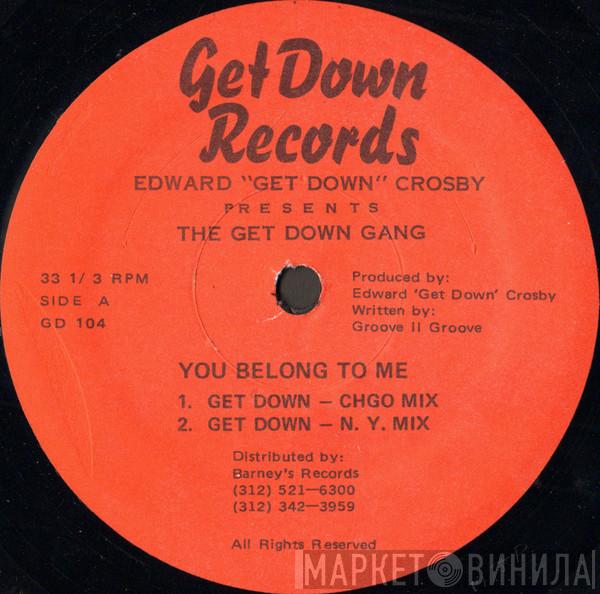 Get Down
Records
EDWARD "GET DOWN" CROSBY
PRESENTS
THE GET DOWN GANG
33 1/3 RPM
SIDE A
GD 104
Produced by:
Edward 'Get Down' Crosby
Written by:
Groove II Groove
YOU BELONG TO ME
1. GET DOWN — CHGO MIX
2. GET DOWN — N. Y. MIX
Distributed by:
Barney's Records
(312) 521—6300
(312) 342—3959
All Rights Reserved
МАРКЕТ ВИНИЛА